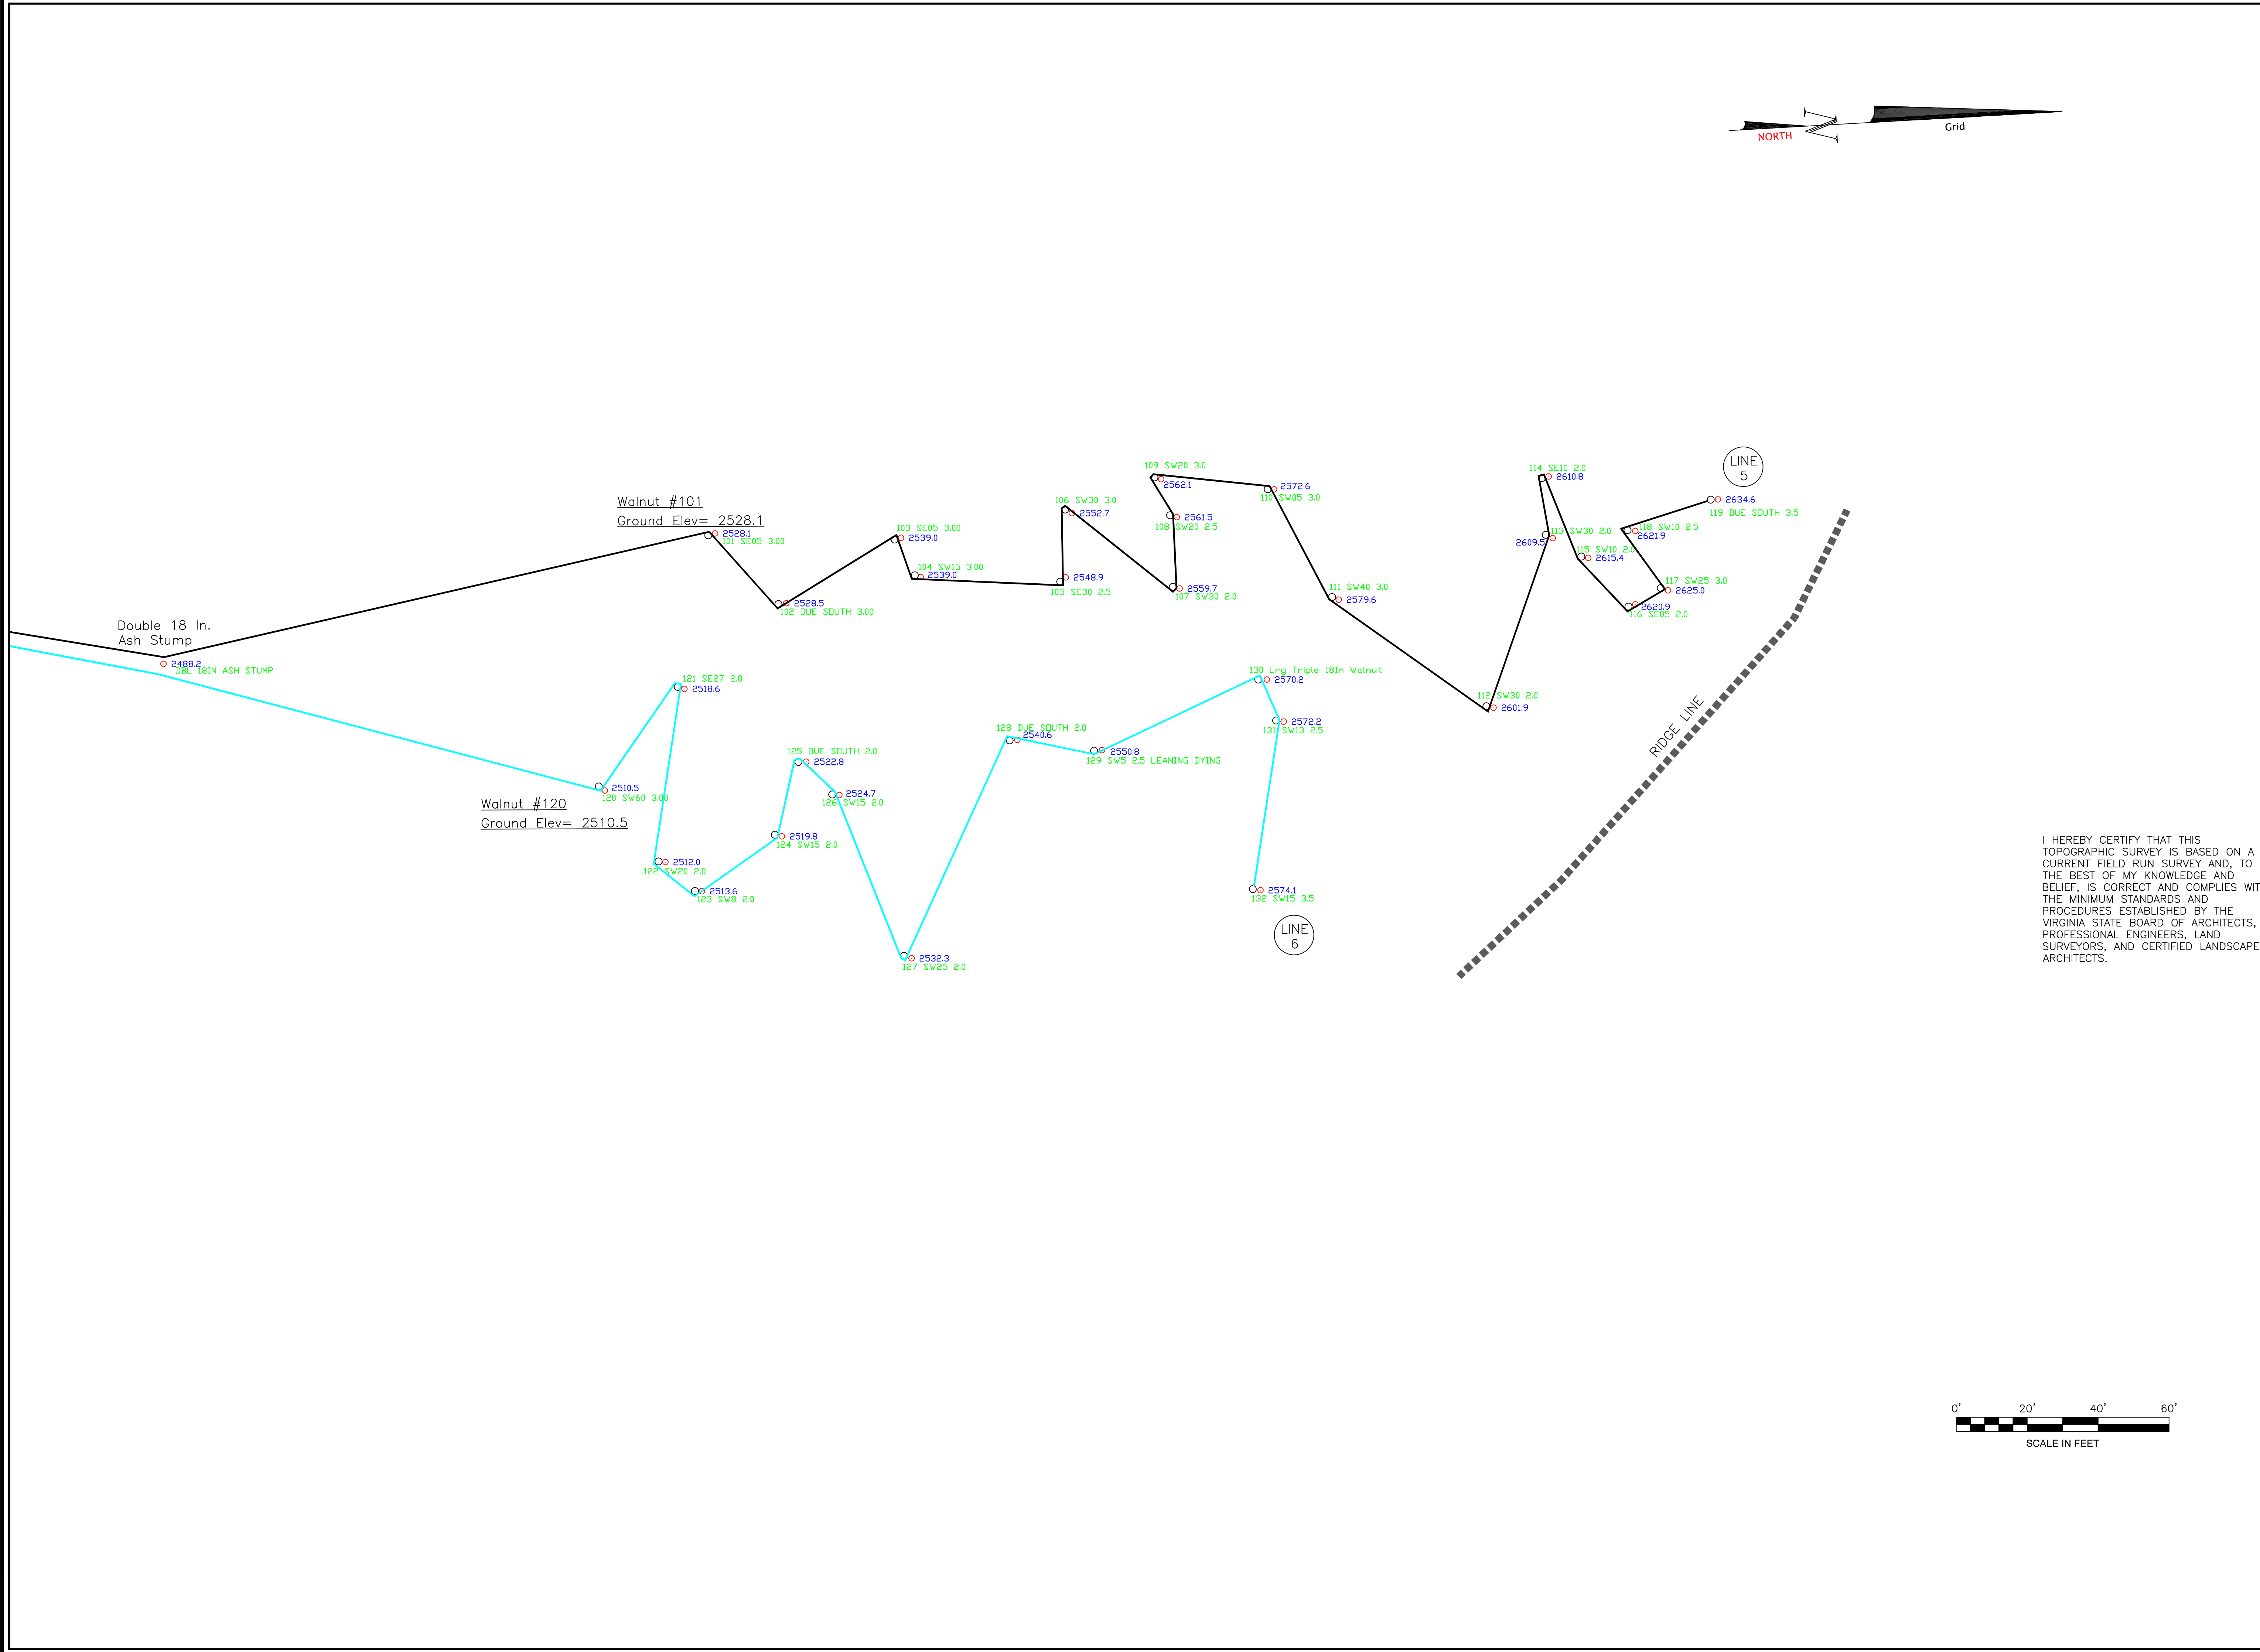 NORTH
Grid
LINE
5
109 SW20 3.0
2562.1
114 SE10 2.0
2610.8
2572.6
110 SW05 3.0
Walnut #101
Ground Elev= 2528.1
106 SW30 3.0
2552.7
2634.6
119 DUE SOUTH 3.5
2561.5
108 SW20 2.5
103 SE05 3.00
2539.0
2528.1
101 SE05 3.00
113 SW30 2.0
2609.5
118 SW10 2.5
2621.9
115 SW10 2.0
2615.4
104 SW15 3.00
2539.0
2548.9
105 SE30 2.5
2559.7
107 SW30 2.0
111 SW40 3.0
2579.6
117 SW25 3.0
2625.0
2620.9
116 SE05 2.0
2528.5
102 DUE SOUTH 3.00
Double 18 In.
Ash Stump
2488.2
DBL 18IN ASH STUMP
121 SE27 2.0
2518.6
130 Lrg Triple 18In Walnut
2570.2
112 SW30 2.0
2601.9
2572.2
131 SW13 2.5
128 DUE SOUTH 2.0
2540.6
RIDGE LINE
125 DUE SOUTH 2.0
2522.8
2550.8
129 SW5 2.5 LEANING DYING
2510.5
120 SW60 3.00
Walnut #120
Ground Elev= 2510.5
2524.7
126 SW15 2.0
2519.8
124 SW15 2.0
2512.0
122 SW20 2.0
2513.6
123 SW8 2.0
2574.1
132 SW15 3.5
LINE
6
2532.3
127 SW25 2.0
I HEREBY CERTIFY THAT THIS
TOPOGRAPHIC SURVEY IS BASED ON A
CURRENT FIELD RUN SURVEY AND, TO
THE BEST OF MY KNOWLEDGE AND
BELIEF, IS CORRECT AND COMPLIES WIT
THE MINIMUM STANDARDS AND
PROCEDURES ESTABLISHED BY THE
VIRGINIA STATE BOARD OF ARCHITECTS,
PROFESSIONAL ENGINEERS, LAND
SURVEYORS, AND CERTIFIED LANDSCAPE
ARCHITECTS.
0' 20' 40' 60'
SCALE IN FEET